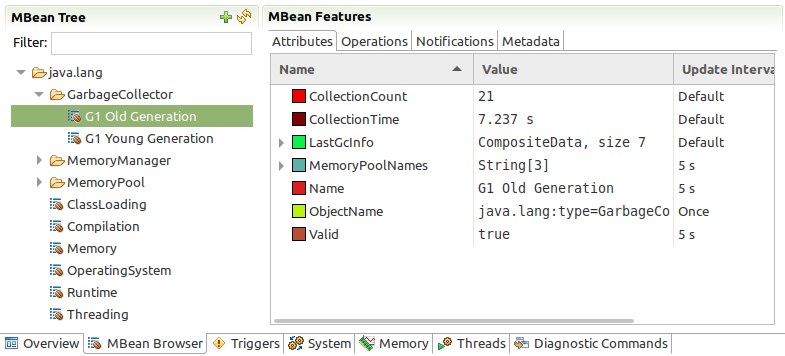 MBean Tree
Filter:
java.lang
GarbageCollector
G1 Old Generation
G1 Young Generation
MemoryManager
MemoryPool
ClassLoading
Compilation
Memory
OperatingSystem
Runtime
Threading
MBean Features
Attributes Operations Notifications Metadata
Name Value Update Interva
CollectionCount 21 Default
CollectionTime 7.237 s Default
LastGcInfo CompositeData, size 7 Default
MemoryPoolNames String[3] 5 s
Name G1 Old Generation 5 s
ObjectName java.lang:type=GarbageCo Once
Valid true 5 s
Overview MBean Browser Triggers System Memory Threads Diagnostic Commands